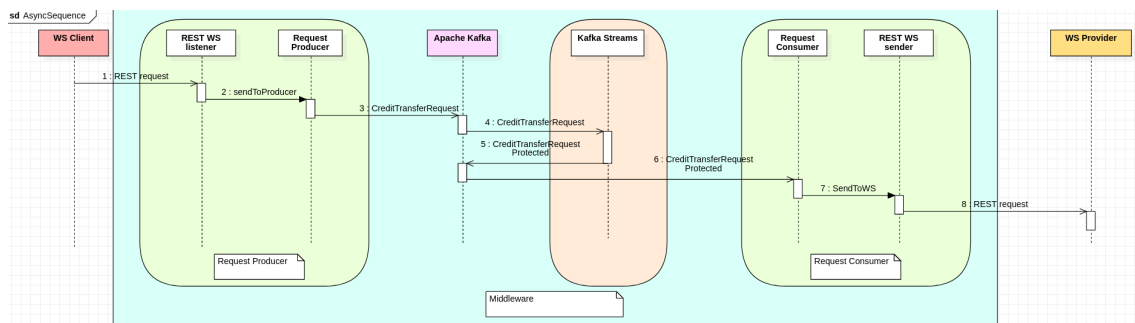 sd AsyncSequence
WS Client
REST WS
listener
Request
Producer
Apache Kafka
Kafka Streams
Request
Consumer
REST WS
sender
WS Provider
1 : REST request
2 : sendToProducer
3 : CreditTransferRequest
4 : CreditTransferRequest
5 : CreditTransferRequest
Protected
6 : CreditTransferRequest
Protected
7 : SendToWS
8 : REST request
Request Producer
Request Consumer
Middleware